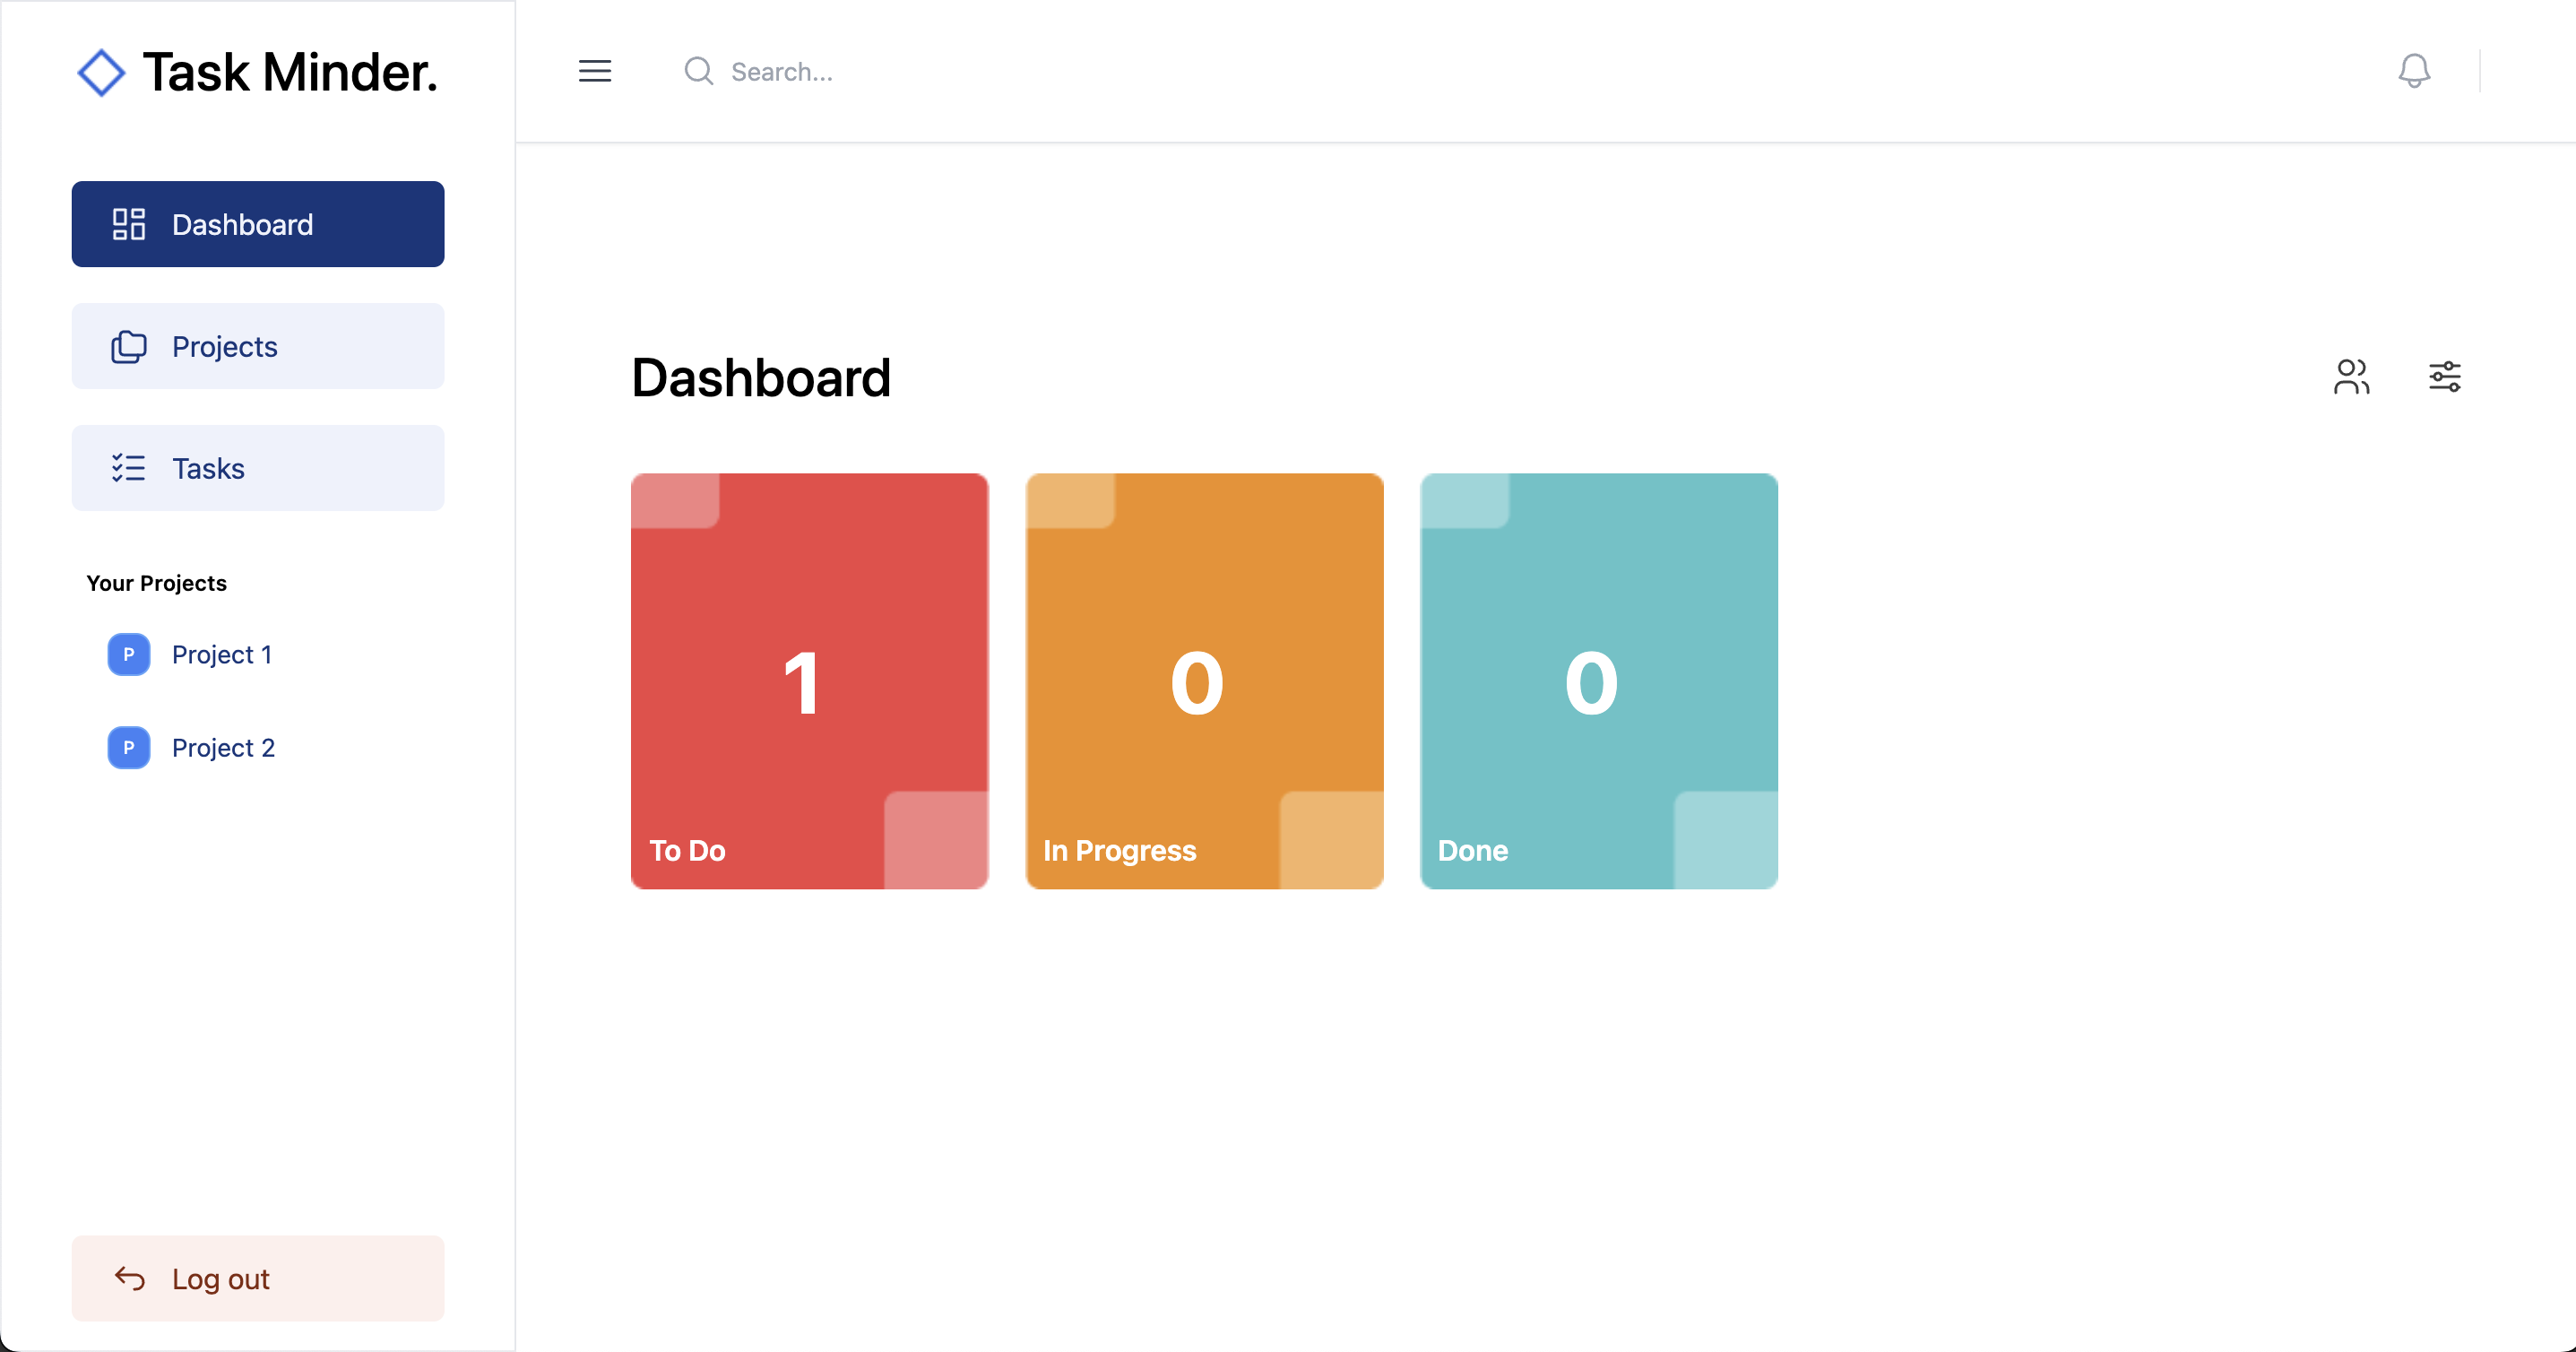 Task Minder.
Search...
Dashboard
Projects
Tasks
Your Projects
P Project 1
P Project 2
Log out
Dashboard
1
To Do
0
In Progress
0
Done